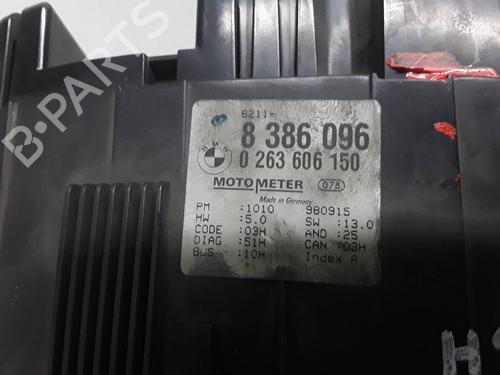 B-PARTS
6211-
8 386 096
BMW
0 263 606 150
MOTOMETER 078
Made in Germany
PM :1010 980915
HW :5.0 SW :13.0
CODE :03H AND :25
DIAG :51H CAN :03H
BUS :10H Index A